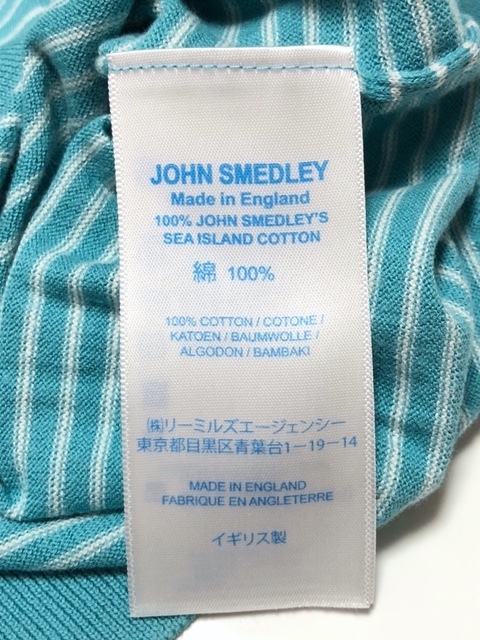 JOHN SMEDLEY
Made in England
100% JOHN SMEDLEY'S
SEA ISLAND COTTON
綿 100%
100% COTTON / COTONE /
KATOEN / BAUMWOLLE /
ALGODON / BAMBAKI
㈱リーミルズエージェンシー
東京都目黒区青葉台1-19-14
MADE IN ENGLAND
FABRIQUE EN ANGLETERRE
イギリス製